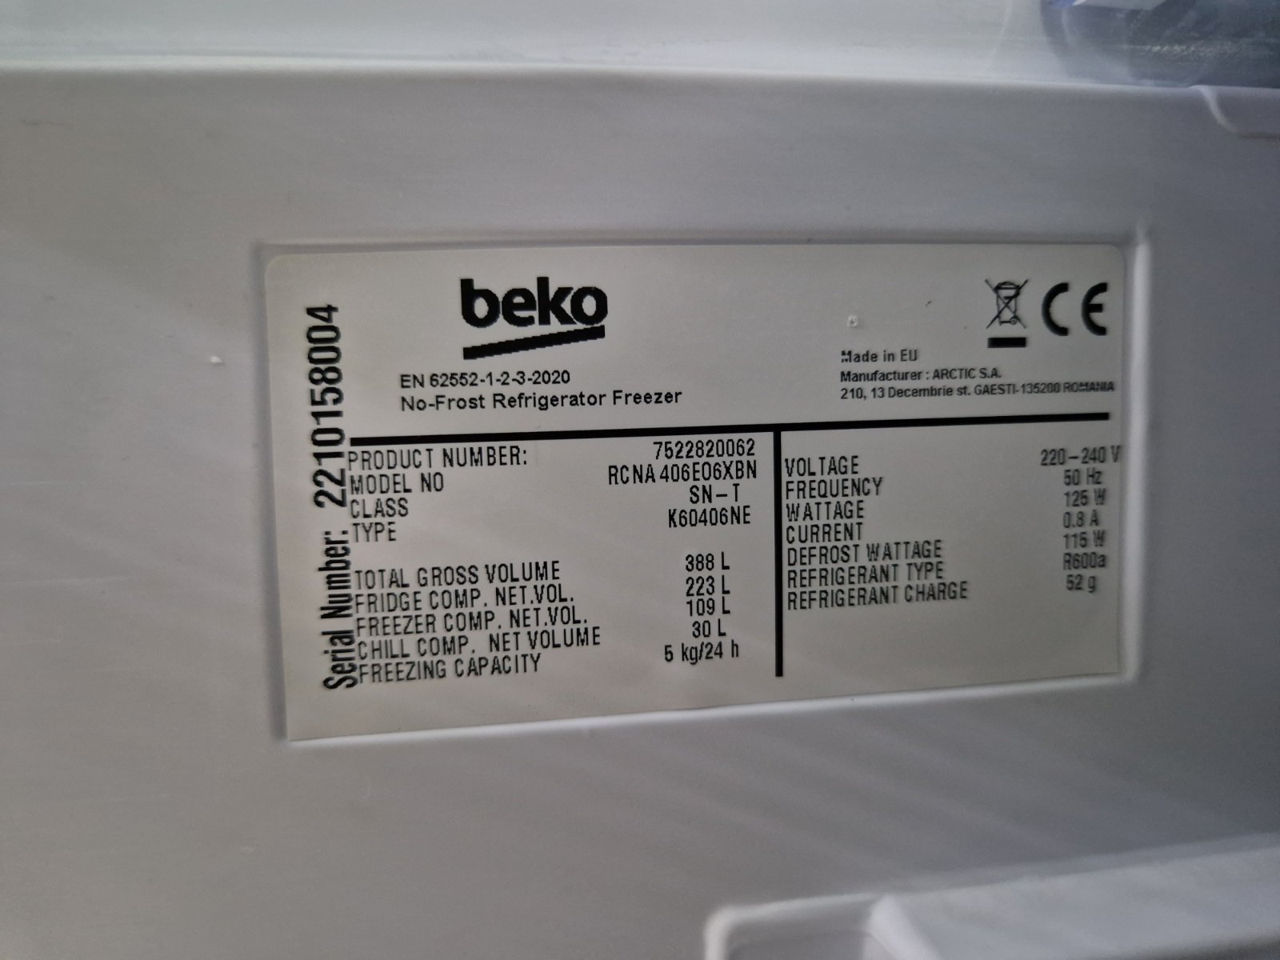 beko
EN 62552-1-2-3-2020
No-Frost Refrigerator Freezer
CE
Made in EU
Manufacturer : ARCTIC S.A.
210, 13 Decembrie st. GAESTI-135200 ROMANIA
Serial Number: 2210158004
PRODUCT NUMBER: 7522820062
MODEL NO RCNA406E06XBN
CLASS SN-T
TYPE K60406NE
TOTAL GROSS VOLUME 388 L
FRIDGE COMP. NET.VOL. 223 L
FREEZER COMP. NET.VOL. 109 L
CHILL COMP. NET VOLUME 30 L
FREEZING CAPACITY 5 kg/24 h
VOLTAGE 220-240 V
FREQUENCY 50 Hz
WATTAGE 125 W
CURRENT 0.8 A
DEFROST WATTAGE 115 W
REFRIGERANT TYPE R600a
REFRIGERANT CHARGE 52 g